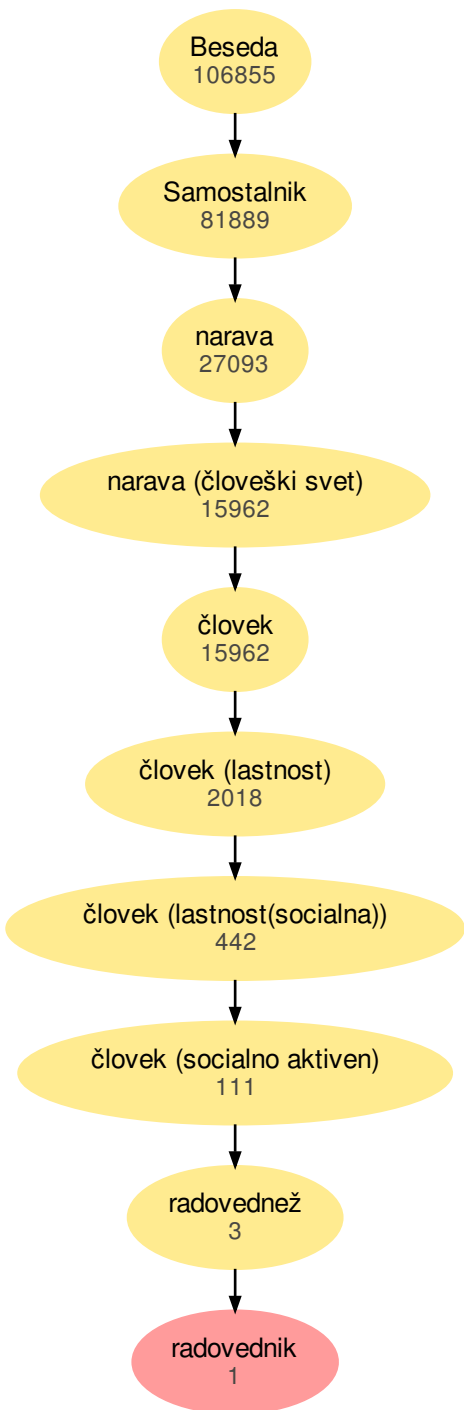 Beseda
106855
Samostalnik
81889
narava
27093
narava (človeški svet)
15962
človek
15962
človek (lastnost)
2018
človek (lastnost(socialna))
442
človek (socialno aktiven)
111
radovednež
3
radovednik
1